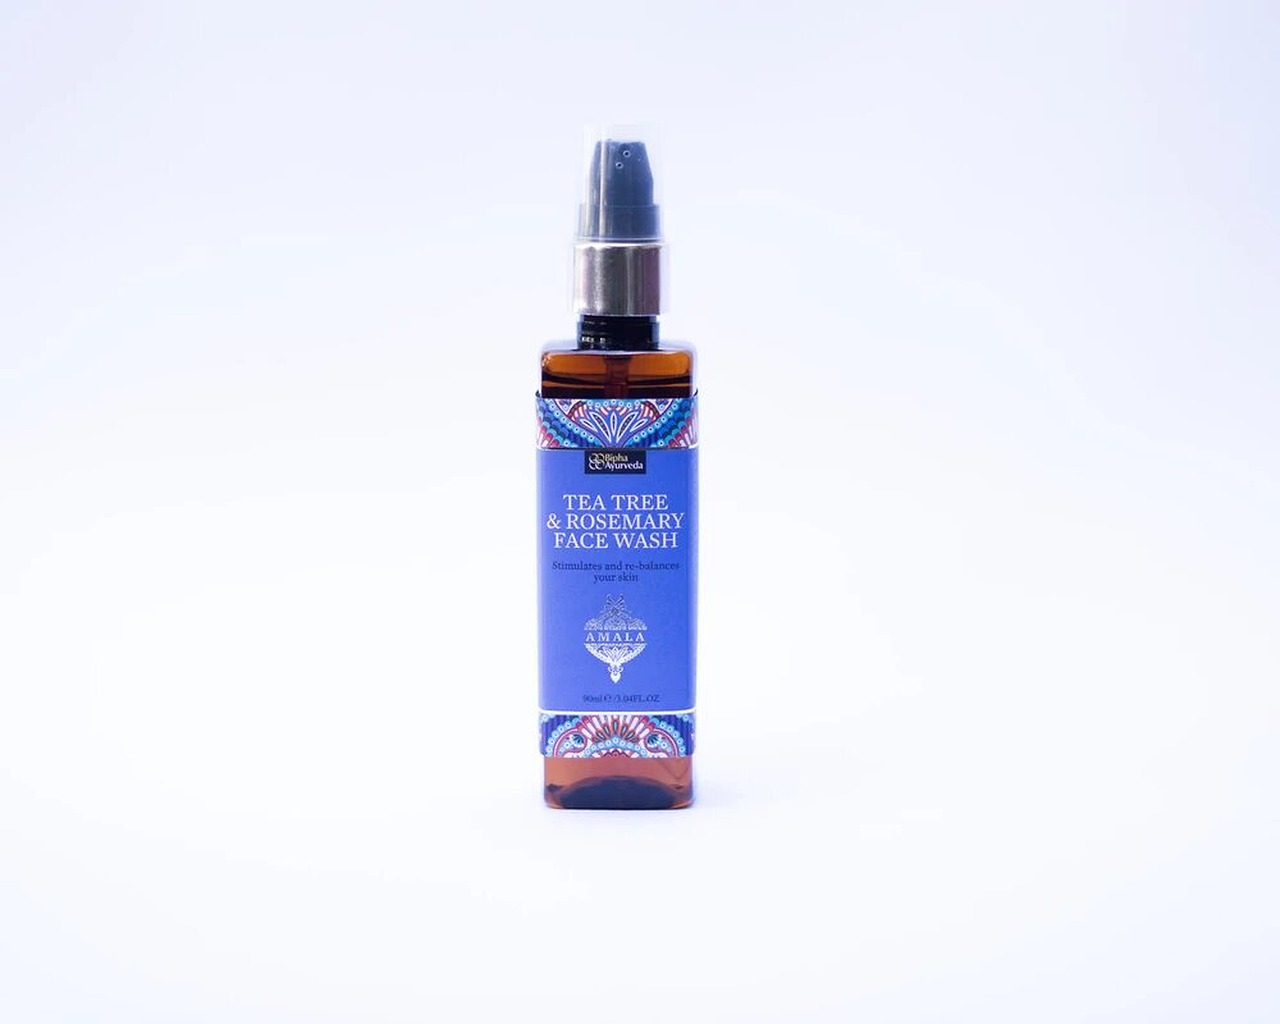 Bipha
Ayurveda
TEA TREE
& ROSEMARY
FACE WASH
Stimulates and re-balances
your skin
AMALA
90ml ℮ /3.04FL.OZ